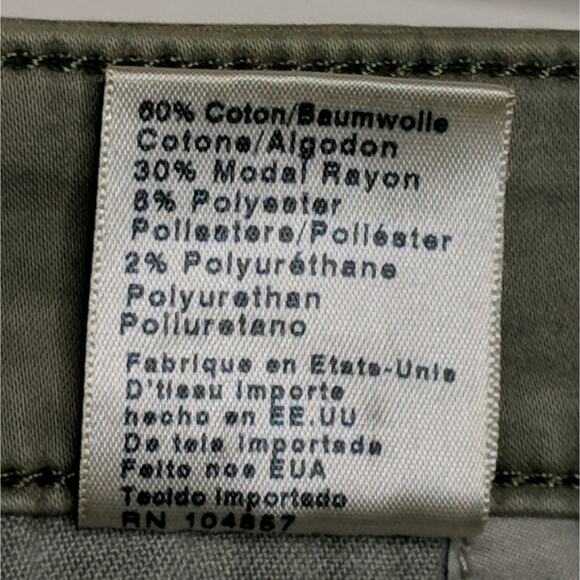 60% Coton/Baumwolle
Cotone/Algodon
30% Modal Rayon
8% Polyester
Poliestere/Poliéster
2% Polyuréthane
Polyurethan
Poliuretano
Fabrique en Etats-Unis
D'tissu importe
hecho en EE.UU
De tela importada
Feito nos EUA
Tecido importado
RN 104867